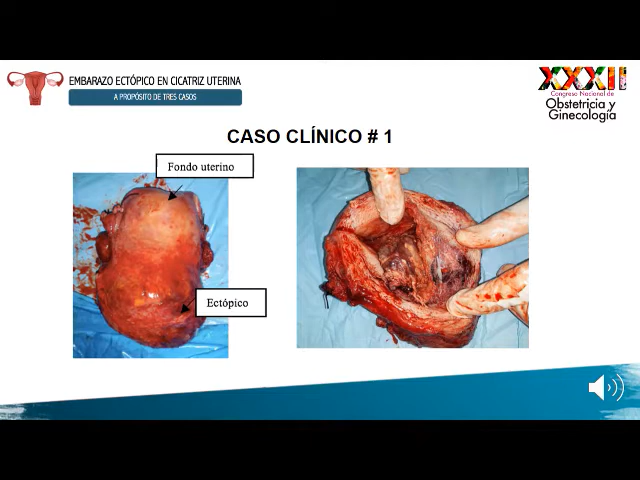 EMBARAZO ECTÓPICO EN CICATRIZ UTERINA
A PROPÓSITO DE TRES CASOS
XXXII
Congreso Nacional de
Obstetricia y
Ginecología
CASO CLÍNICO # 1
Fondo uterino
Ectópico